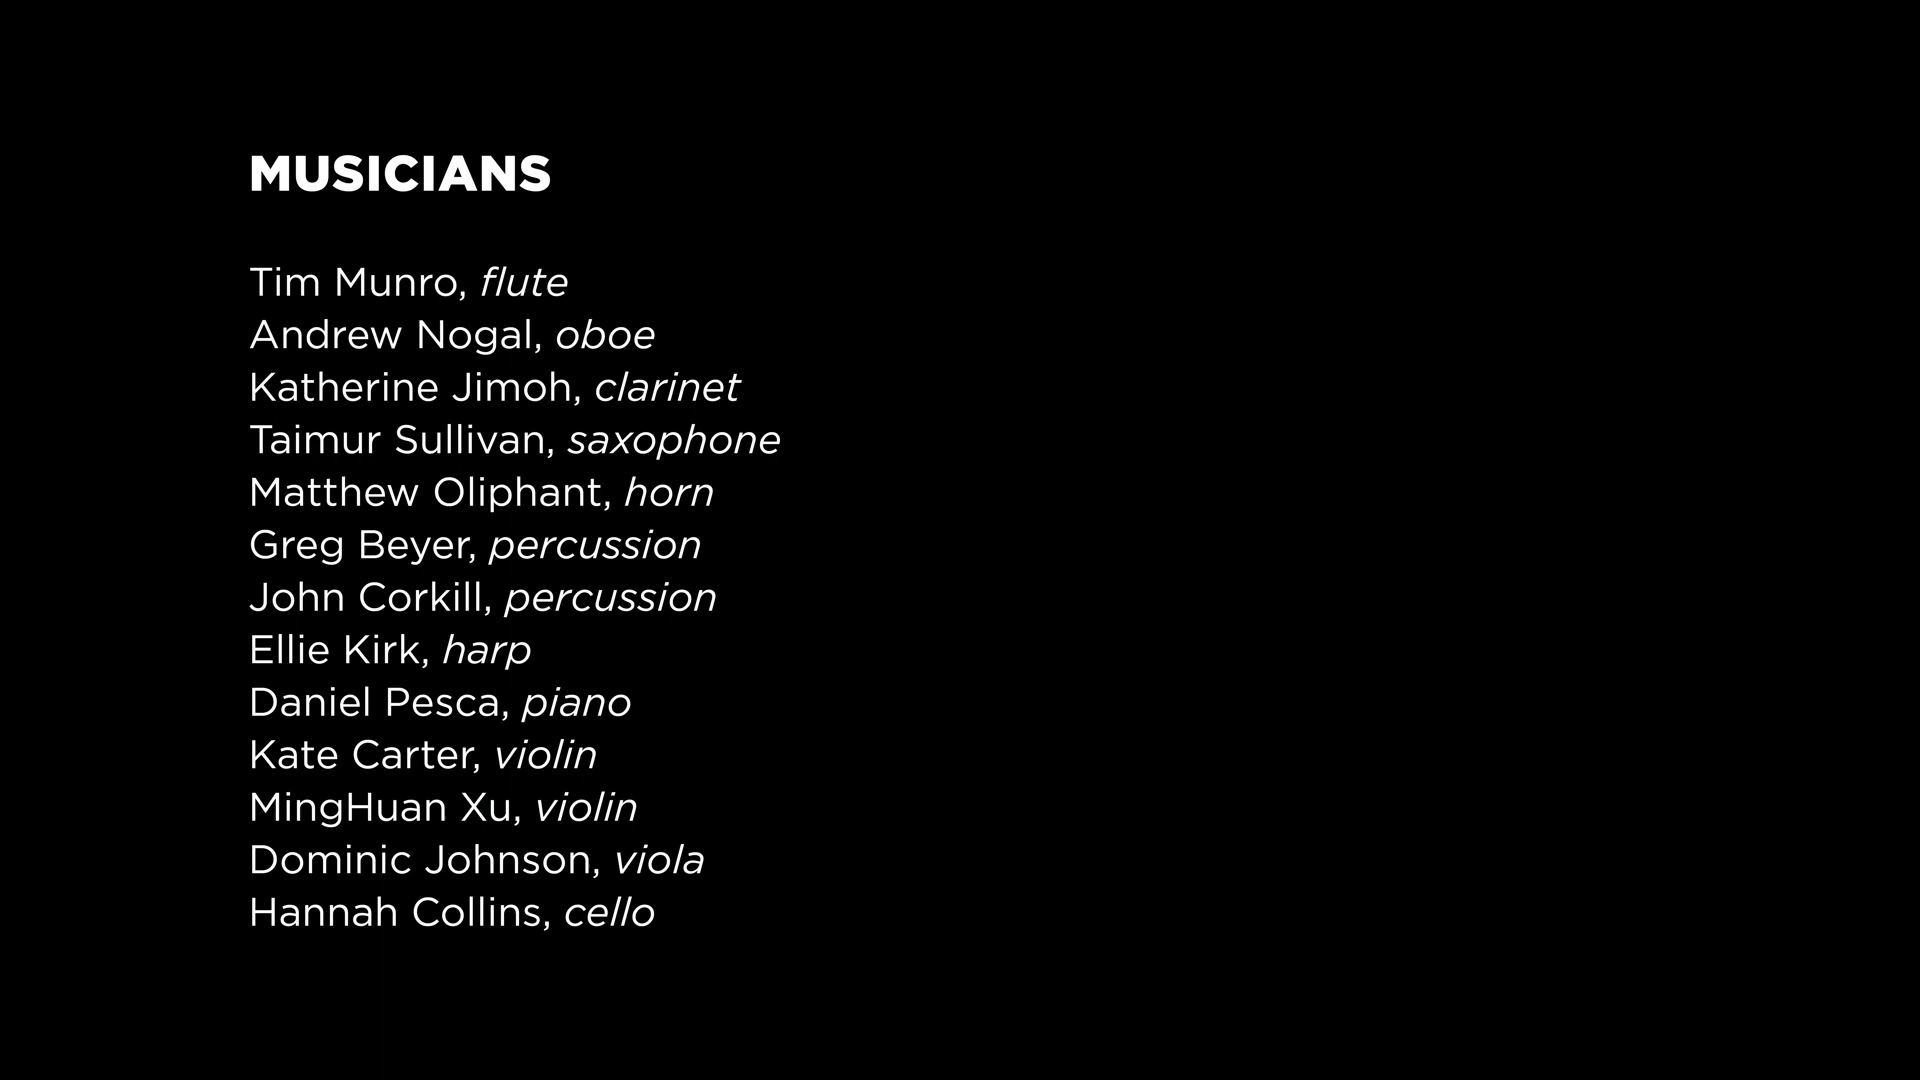 MUSICIANS
Tim Munro, flute
Andrew Nogal, oboe
Katherine Jimoh, clarinet
Taimur Sullivan, saxophone
Matthew Oliphant, horn
Greg Beyer, percussion
John Corkill, percussion
Ellie Kirk, harp
Daniel Pesca, piano
Kate Carter, violin
MingHuan Xu, violin
Dominic Johnson, viola
Hannah Collins, cello